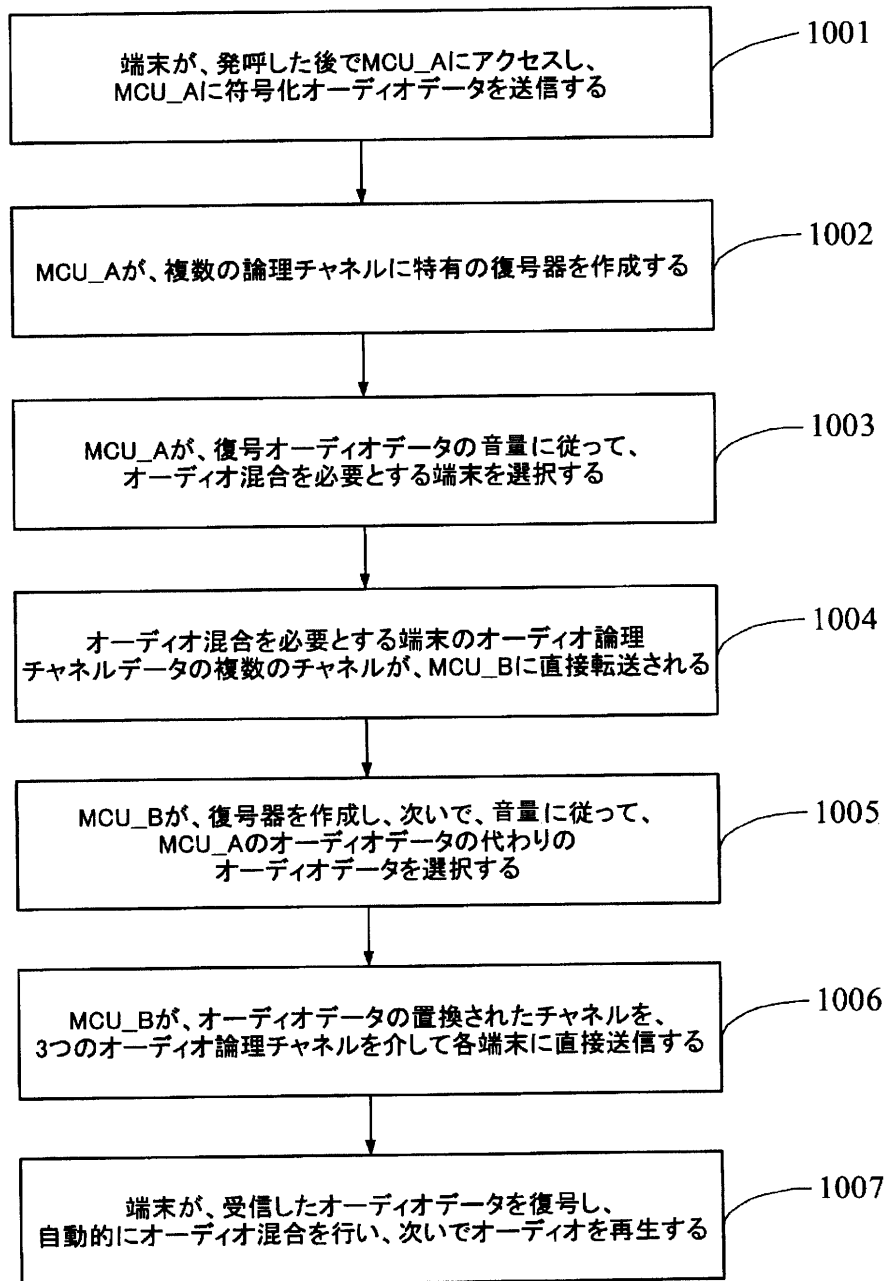 端末が、発呼した後でMCU_Aにアクセスし、
MCU_Aに符号化オーディオデータを送信する
1001
MCU_Aが、複数の論理チャネルに特有の復号器を作成する
1002
MCU_Aが、復号オーディオデータの音量に従って、
オーディオ混合を必要とする端末を選択する
1003
オーディオ混合を必要とする端末のオーディオ論理
チャネルデータの複数のチャネルが、MCU_Bに直接転送される
1004
MCU_Bが、復号器を作成し、次いで、音量に従って、
MCU_Aのオーディオデータの代わりの
オーディオデータを選択する
1005
MCU_Bが、オーディオデータの置換されたチャネルを、
3つのオーディオ論理チャネルを介して各端末に直接送信する
1006
端末が、受信したオーディオデータを復号し、
自動的にオーディオ混合を行い、次いでオーディオを再生する
1007